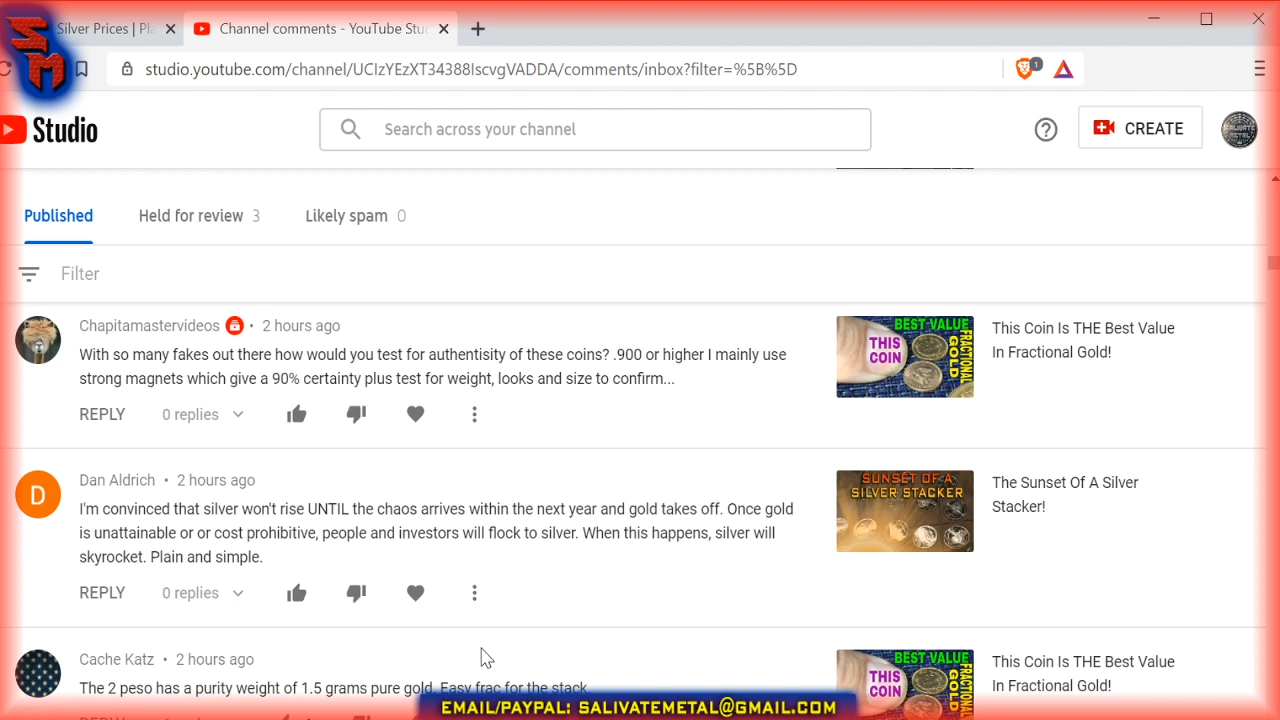 SM
Silver Prices | Pla
Channel comments - YouTube Stu
studio.youtube.com/channel/UCIzYEzXT34388IscvgVADDA/comments/inbox?filter=%5B%5D
1
Studio
Search across your channel
CREATE
SALIVATE
METAL
Published
Held for review 3
Likely spam 0
Filter
Chapitamastervideos • 2 hours ago
With so many fakes out there how would you test for authentisity of these coins? .900 or higher I mainly use
strong magnets which give a 90% certainty plus test for weight, looks and size to confirm...
REPLY 0 replies
BEST VALUE
THIS
COIN
FRACTIONAL
GOLD
This Coin Is THE Best Value
In Fractional Gold!
D
Dan Aldrich • 2 hours ago
I'm convinced that silver won't rise UNTIL the chaos arrives within the next year and gold takes off. Once gold
is unattainable or or cost prohibitive, people and investors will flock to silver. When this happens, silver will
skyrocket. Plain and simple.
REPLY 0 replies
SUNSET OF A
SILVER STACKER
The Sunset Of A Silver
Stacker!
Cache Katz • 2 hours ago
The 2 peso has a purity weight of 1.5 grams pure gold. Easy frac for the stack.
BEST VALUE
THIS
COIN
FRACTIONAL
GOLD
This Coin Is THE Best Value
In Fractional Gold!
EMAIL/PAYPAL: SALIVATEMETAL@GMAIL.COM